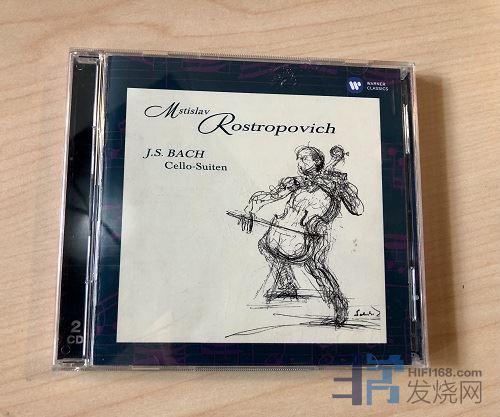 WARNER
CLASSICS
Mstislav
Rostropovich
J.S. BACH
Cello-Suiten
2
CD
HIFI168.com
发烧网